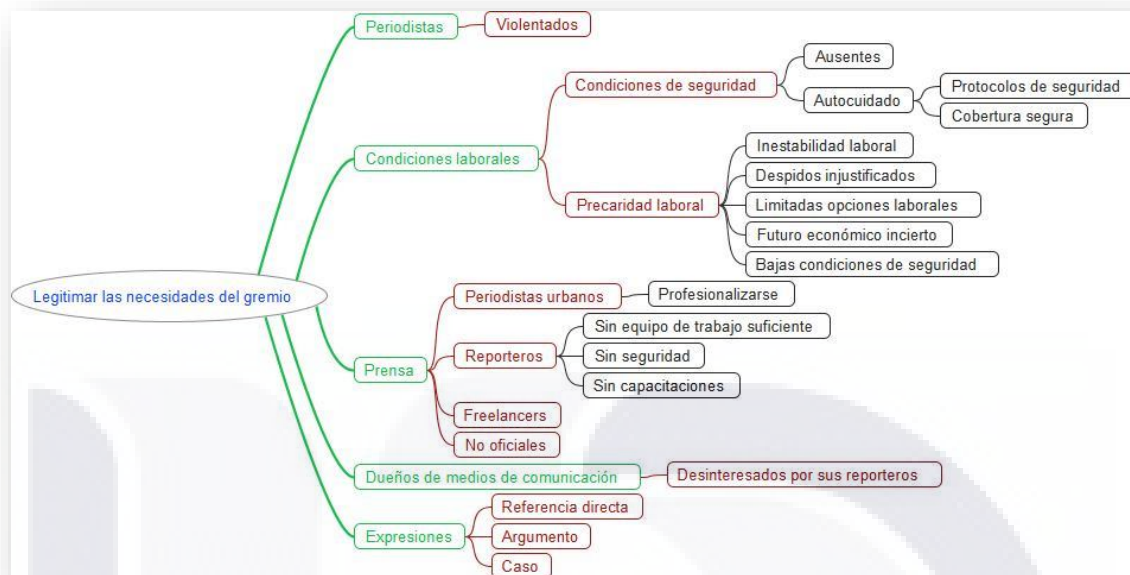 Periodistas
Violentados
Condiciones laborales
Condiciones de seguridad
Ausentes
Autocuidado
Protocolos de seguridad
Cobertura segura
Precaridad laboral
Inestabilidad laboral
Despidos injustificados
Limitadas opciones laborales
Futuro económico incierto
Bajas condiciones de seguridad
Legitimar las necesidades del gremio
Prensa
Periodistas urbanos
Profesionalizarse
Reporteros
Sin equipo de trabajo suficiente
Sin seguridad
Sin capacitaciones
Freelancers
No oficiales
Dueños de medios de comunicación
Desinteresados por sus reporteros
Expresiones
Referencia directa
Argumento
Caso